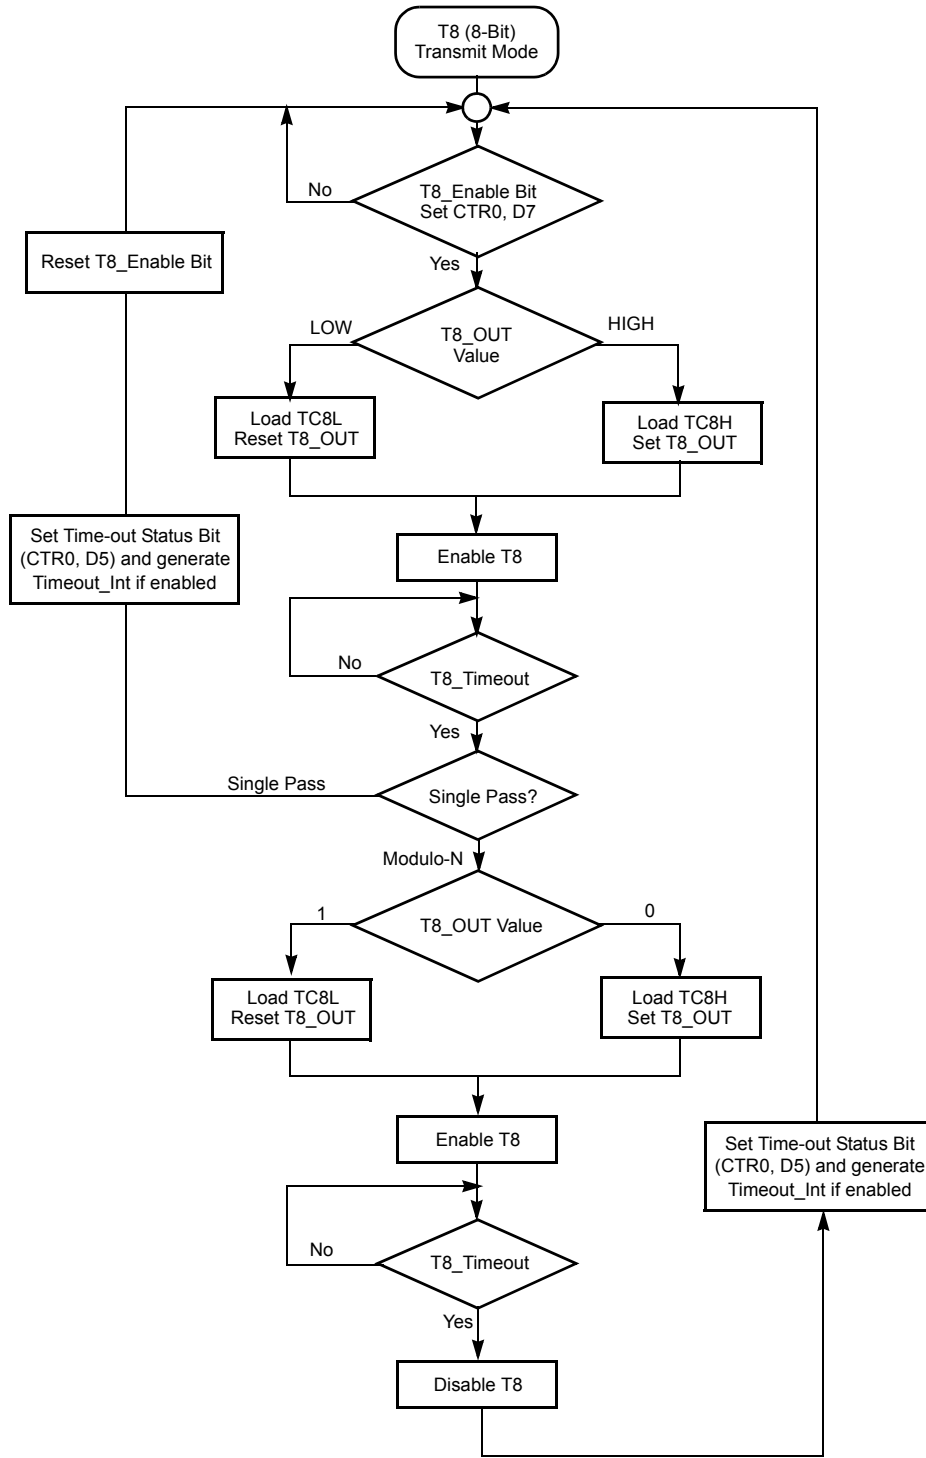 T8 (8-Bit)
Transmit Mode
No
T8_Enable Bit
Set CTR0, D7
Reset T8_Enable Bit
Yes
LOW
T8_OUT
Value
HIGH
Load TC8L
Reset T8_OUT
Load TC8H
Set T8_OUT
Set Time-out Status Bit
(CTR0, D5) and generate
Timeout_Int if enabled
Enable T8
No
T8_Timeout
Yes
Single Pass
Single Pass?
Modulo-N
1
T8_OUT Value
0
Load TC8L
Reset T8_OUT
Load TC8H
Set T8_OUT
Enable T8
Set Time-out Status Bit
(CTR0, D5) and generate
Timeout_Int if enabled
No
T8_Timeout
Yes
Disable T8